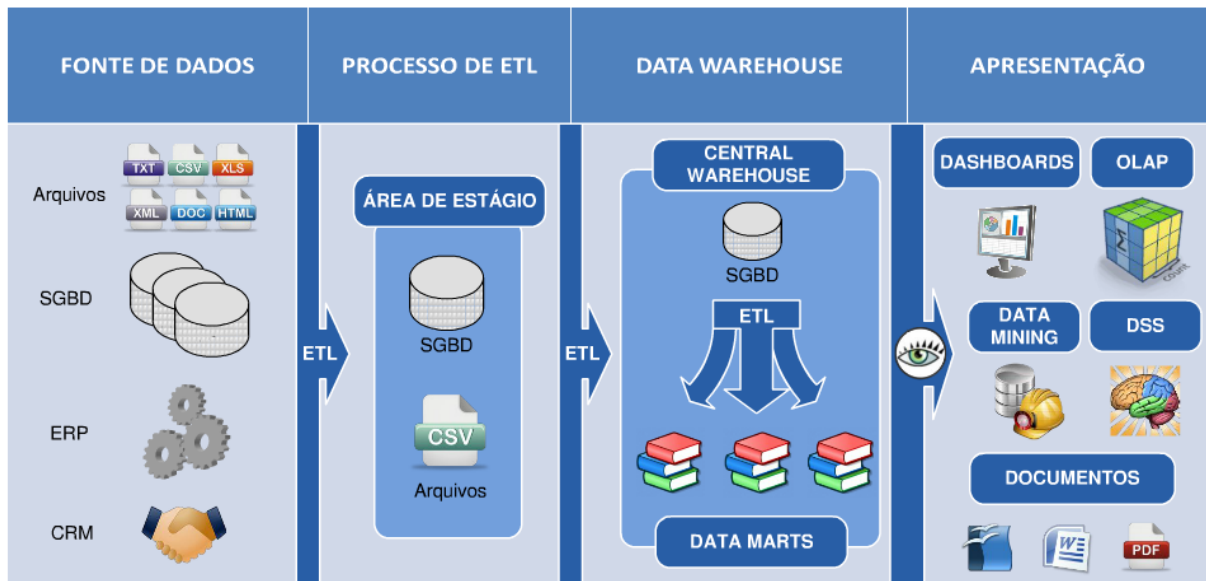 FONTE DE DADOS
PROCESSO DE ETL
DATA WAREHOUSE
APRESENTAÇÃO
Arquivos
TXT
CSV
XLS
XML
DOC
HTML
SGBD
ERP
CRM
ETL
ÁREA DE ESTÁGIO
SGBD
CSV
Arquivos
ETL
CENTRAL
WAREHOUSE
SGBD
ETL
DATA MARTS
DASHBOARDS
OLAP
Σ
count
DATA
MINING
DSS
DOCUMENTOS
W
PDF